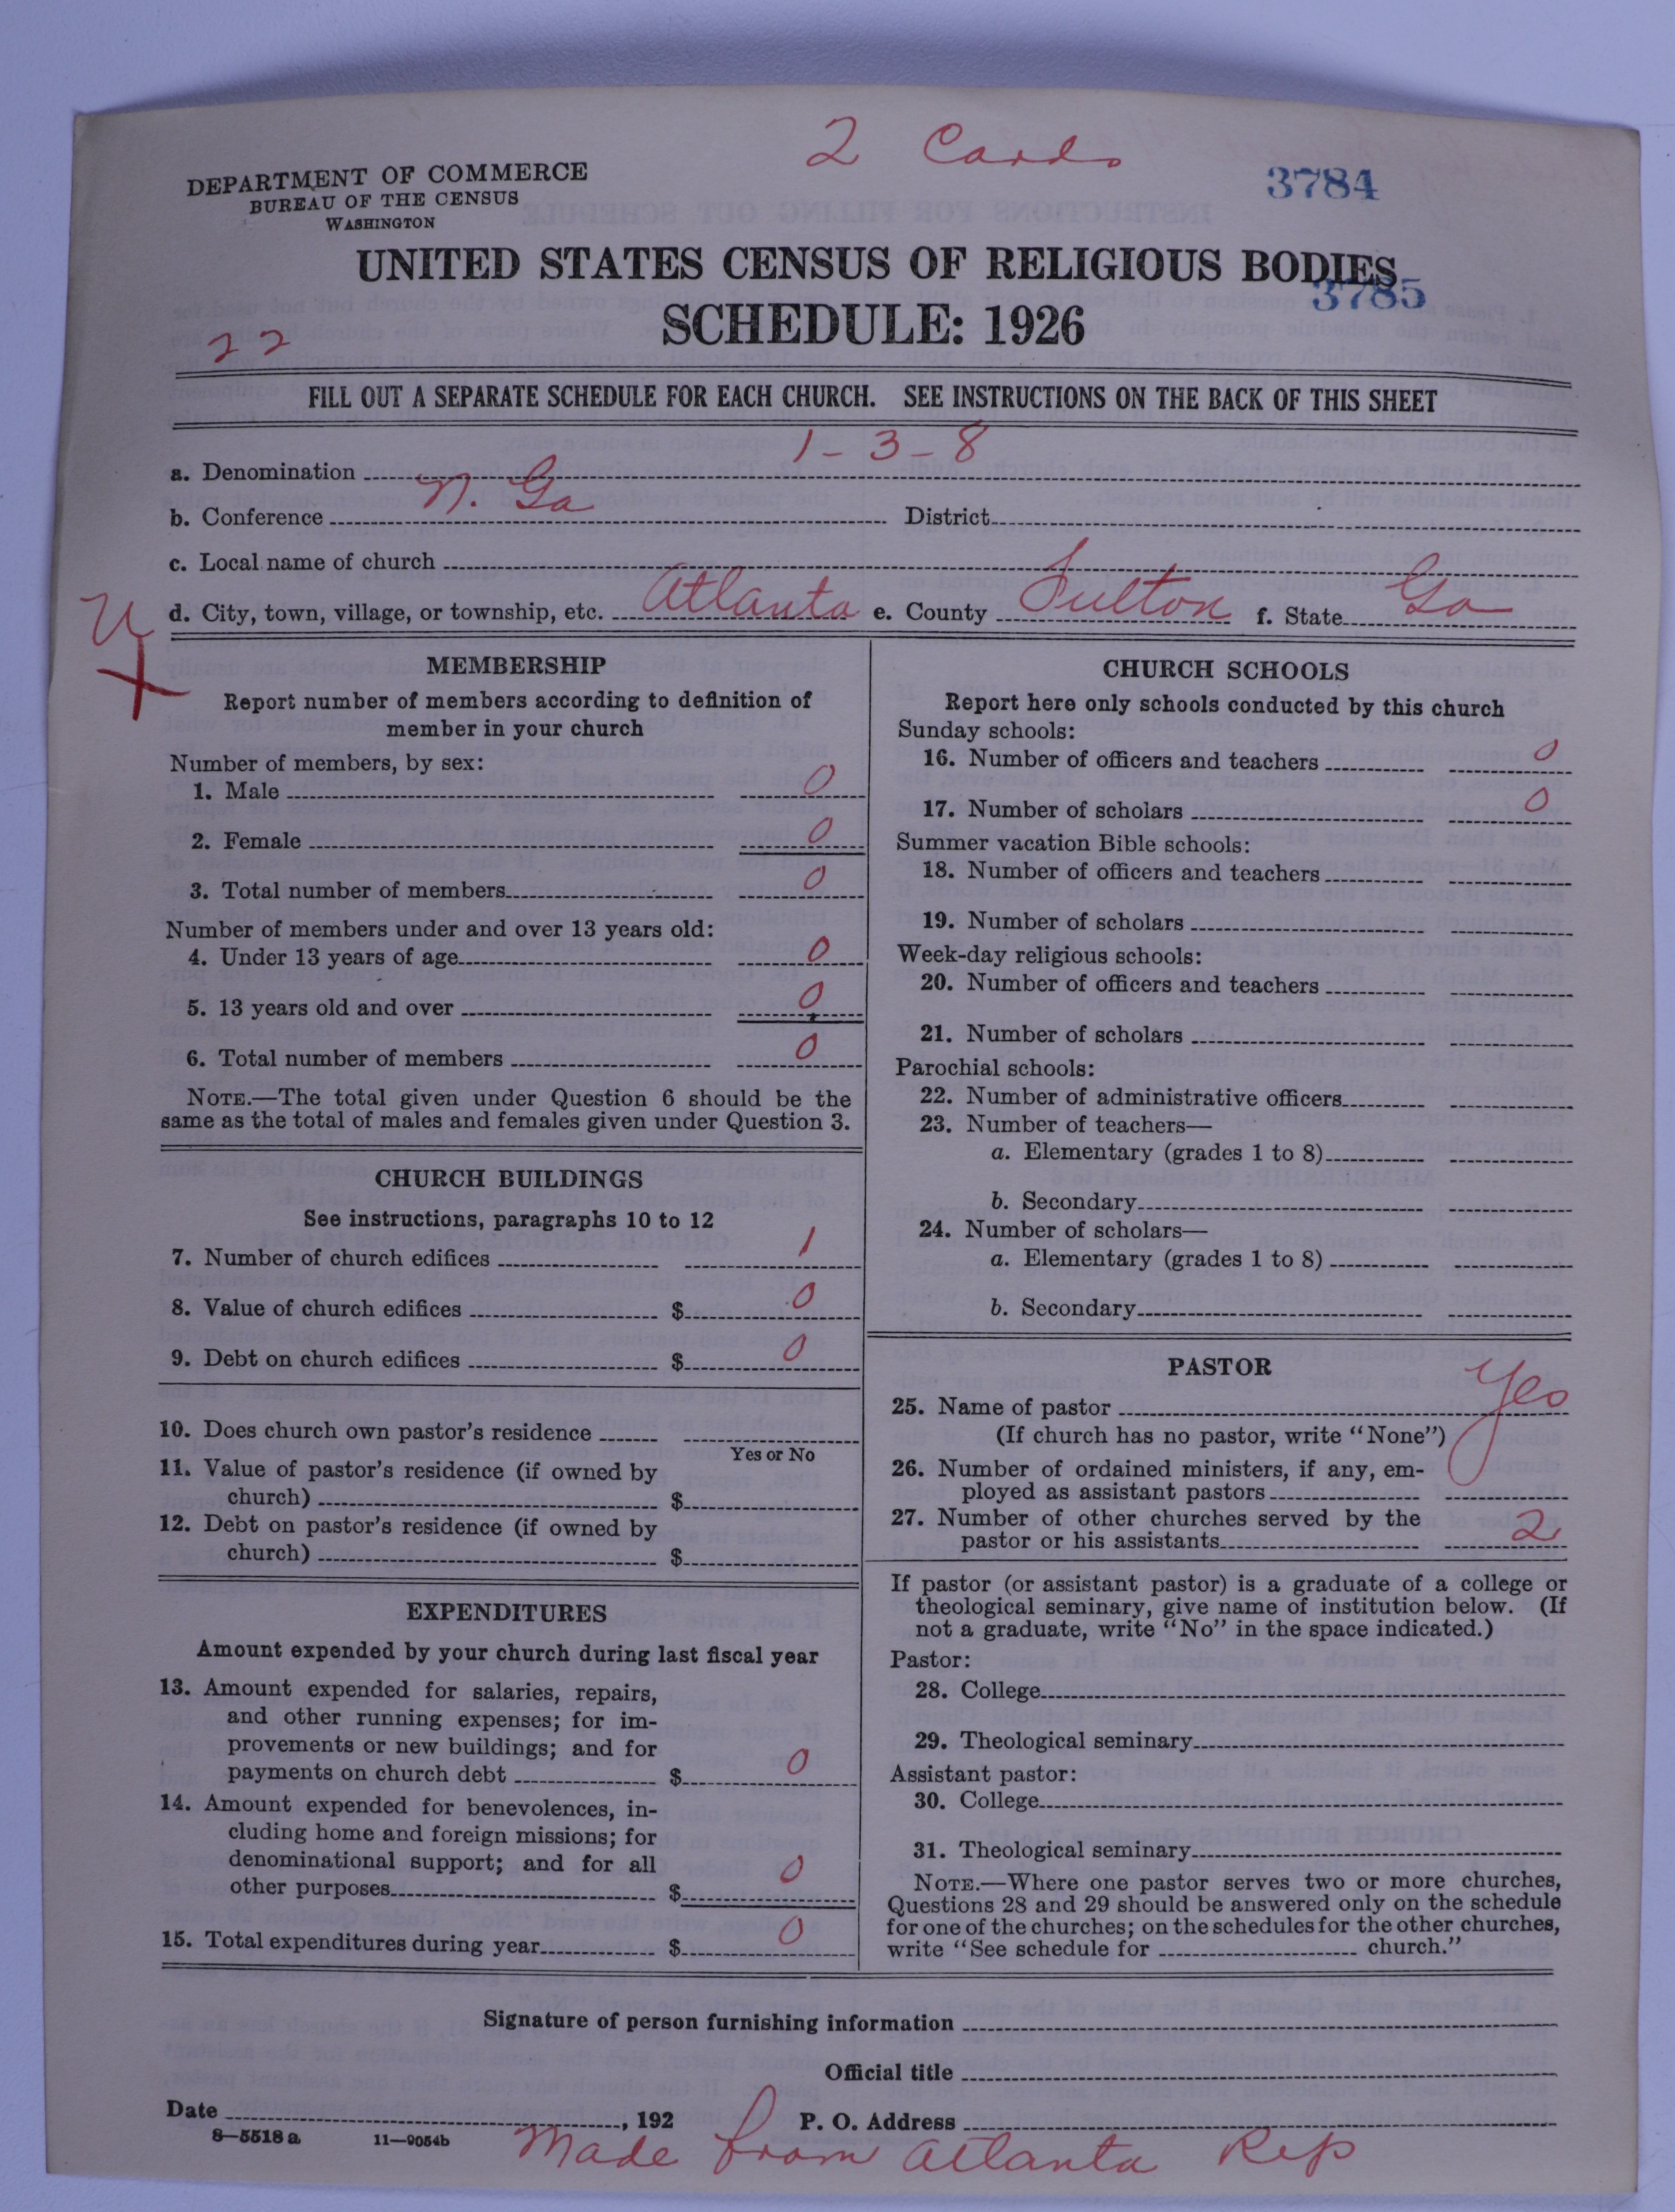 2 Cards
3784
DEPARTMENT OF COMMERCE
BUREAU OF THE CENSUS
WASHINGTON
UNITED STATES CENSUS OF RELIGIOUS BODIES
3785
SCHEDULE: 1926
22
FILL OUT A SEPARATE SCHEDULE FOR EACH CHURCH. SEE INSTRUCTIONS ON THE BACK OF THIS SHEET
1-3-8
a. Denomination
b. Conference N. Ga District
c. Local name of church
d. City, town, village, or township, etc. Atlanta e. County Fulton f. State Ga
MEMBERSHIP
Report number of members according to definition of
member in your church
Number of members, by sex:
1. Male 0
2. Female 0
3. Total number of members 0
Number of members under and over 13 years old:
4. Under 13 years of age 0
5. 13 years old and over 0
6. Total number of members 0
NOTE.—The total given under Question 6 should be the
same as the total of males and females given under Question 3.
CHURCH BUILDINGS
See instructions, paragraphs 10 to 12
7. Number of church edifices 1
8. Value of church edifices $ 0
9. Debt on church edifices $ 0
10. Does church own pastor's residence
Yes or No
11. Value of pastor's residence (if owned by
church) $
12. Debt on pastor's residence (if owned by
church) $
EXPENDITURES
Amount expended by your church during last fiscal year
13. Amount expended for salaries, repairs,
and other running expenses; for im-
provements or new buildings; and for
payments on church debt $ 0
14. Amount expended for benevolences, in-
cluding home and foreign missions; for
denominational support; and for all
other purposes $ 0
15. Total expenditures during year $ 0
CHURCH SCHOOLS
Report here only schools conducted by this church
Sunday schools:
16. Number of officers and teachers 0
17. Number of scholars 0
Summer vacation Bible schools:
18. Number of officers and teachers
19. Number of scholars
Week-day religious schools:
20. Number of officers and teachers
21. Number of scholars
Parochial schools:
22. Number of administrative officers
23. Number of teachers—
a. Elementary (grades 1 to 8)
b. Secondary
24. Number of scholars—
a. Elementary (grades 1 to 8)
b. Secondary
PASTOR
25. Name of pastor Yes
(If church has no pastor, write "None")
26. Number of ordained ministers, if any, em-
ployed as assistant pastors
27. Number of other churches served by the
pastor or his assistants 2
If pastor (or assistant pastor) is a graduate of a college or
theological seminary, give name of institution below. (If
not a graduate, write "No" in the space indicated.)
Pastor:
28. College
29. Theological seminary
Assistant pastor:
30. College
31. Theological seminary
NOTE.—Where one pastor serves two or more churches,
Questions 28 and 29 should be answered only on the schedule
for one of the churches; on the schedules for the other churches,
write "See schedule for church."
Signature of person furnishing information
Official title
Date , 192 P. O. Address
8—5518 a 11—9054b
Made from Atlanta Rep